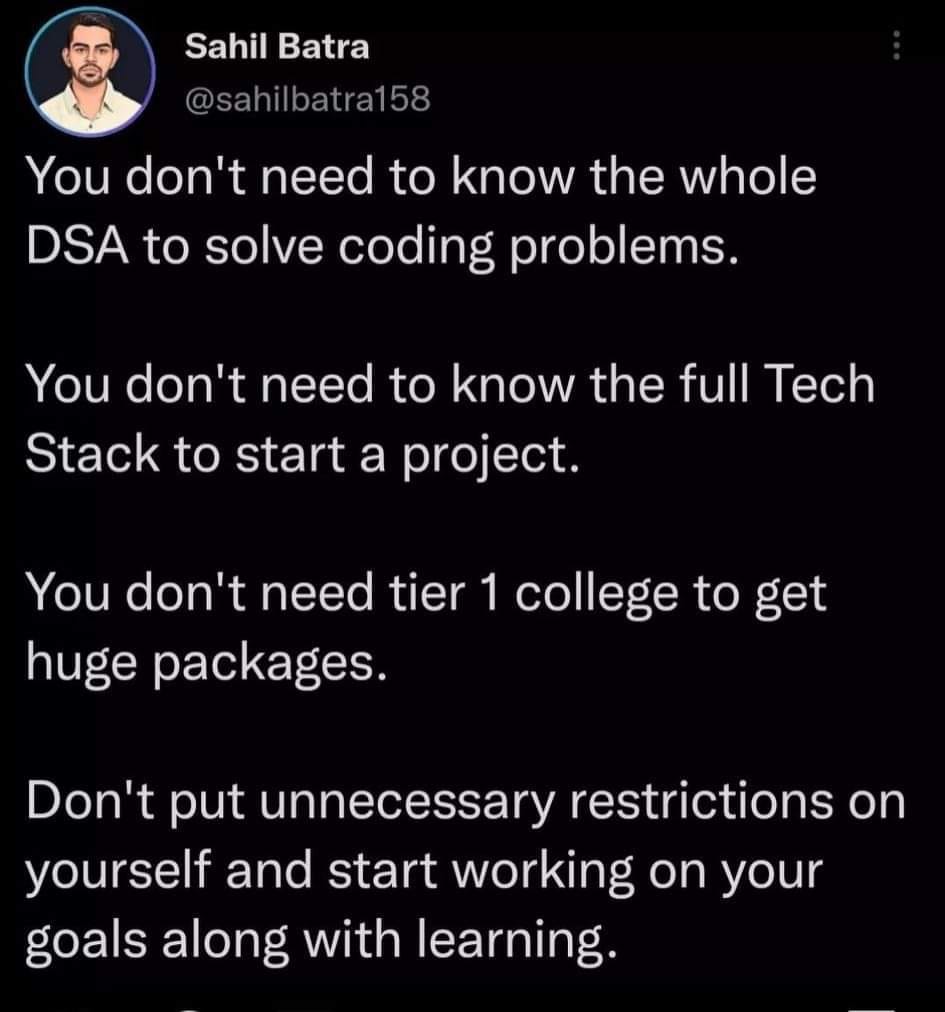 Sahil Batra
@sahilbatra158
You don't need to know the whole
DSA to solve coding problems.
You don't need to know the full Tech
Stack to start a project.
You don't need tier 1 college to get
huge packages.
Don't put unnecessary restrictions on
yourself and start working on your
goals along with learning.